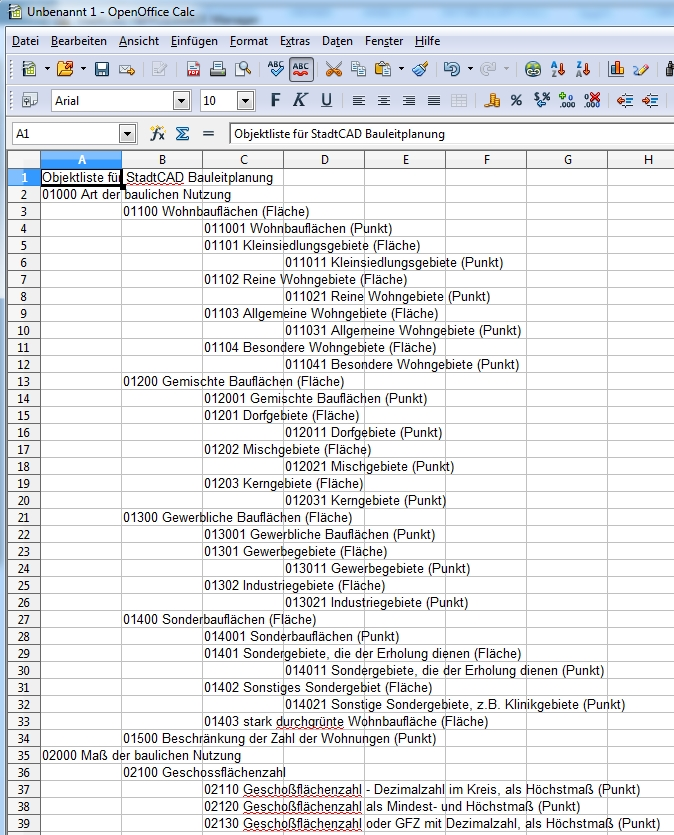 Unbenannt 1 - OpenOffice Calc
Datei Bearbeiten Ansicht Einfügen Format Extras Daten Fenster Hilfe
Arial 10 F K U
A1 Objektliste für StadtCAD Bauleitplanung
A B C D E F G H
1 Objektliste für StadtCAD Bauleitplanung
2 01000 Art der baulichen Nutzung
3 01100 Wohnbauflächen (Fläche)
4 011001 Wohnbauflächen (Punkt)
5 01101 Kleinsiedlungsgebiete (Fläche)
6 011011 Kleinsiedlungsgebiete (Punkt)
7 01102 Reine Wohngebiete (Fläche)
8 011021 Reine Wohngebiete (Punkt)
9 01103 Allgemeine Wohngebiete (Fläche)
10 011031 Allgemeine Wohngebiete (Punkt)
11 01104 Besondere Wohngebiete (Fläche)
12 011041 Besondere Wohngebiete (Punkt)
13 01200 Gemischte Bauflächen (Fläche)
14 012001 Gemischte Bauflächen (Punkt)
15 01201 Dorfgebiete (Fläche)
16 012011 Dorfgebiete (Punkt)
17 01202 Mischgebiete (Fläche)
18 012021 Mischgebiete (Punkt)
19 01203 Kerngebiete (Fläche)
20 012031 Kerngebiete (Punkt)
21 01300 Gewerbliche Bauflächen (Fläche)
22 013001 Gewerbliche Bauflächen (Punkt)
23 01301 Gewerbegebiete (Fläche)
24 013011 Gewerbegebiete (Punkt)
25 01302 Industriegebiete (Fläche)
26 013021 Industriegebiete (Punkt)
27 01400 Sonderbauflächen (Fläche)
28 014001 Sonderbauflächen (Punkt)
29 01401 Sondergebiete, die der Erholung dienen (Fläche)
30 014011 Sondergebiete, die der Erholung dienen (Punkt)
31 01402 Sonstiges Sondergebiet (Fläche)
32 014021 Sonstige Sondergebiete, z.B. Klinikgebiete (Punkt)
33 01403 stark durchgrünte Wohnbaufläche (Fläche)
34 01500 Beschränkung der Zahl der Wohnungen (Punkt)
35 02000 Maß der baulichen Nutzung
36 02100 Geschossflächenzahl
37 02110 Geschoßflächenzahl - Dezimalzahl im Kreis, als Höchstmaß (Punkt)
38 02120 Geschoßflächenzahl als Mindest- und Höchstmaß (Punkt)
39 02130 Geschoßflächenzahl oder GFZ mit Dezimalzahl, als Höchstmaß (Punkt)